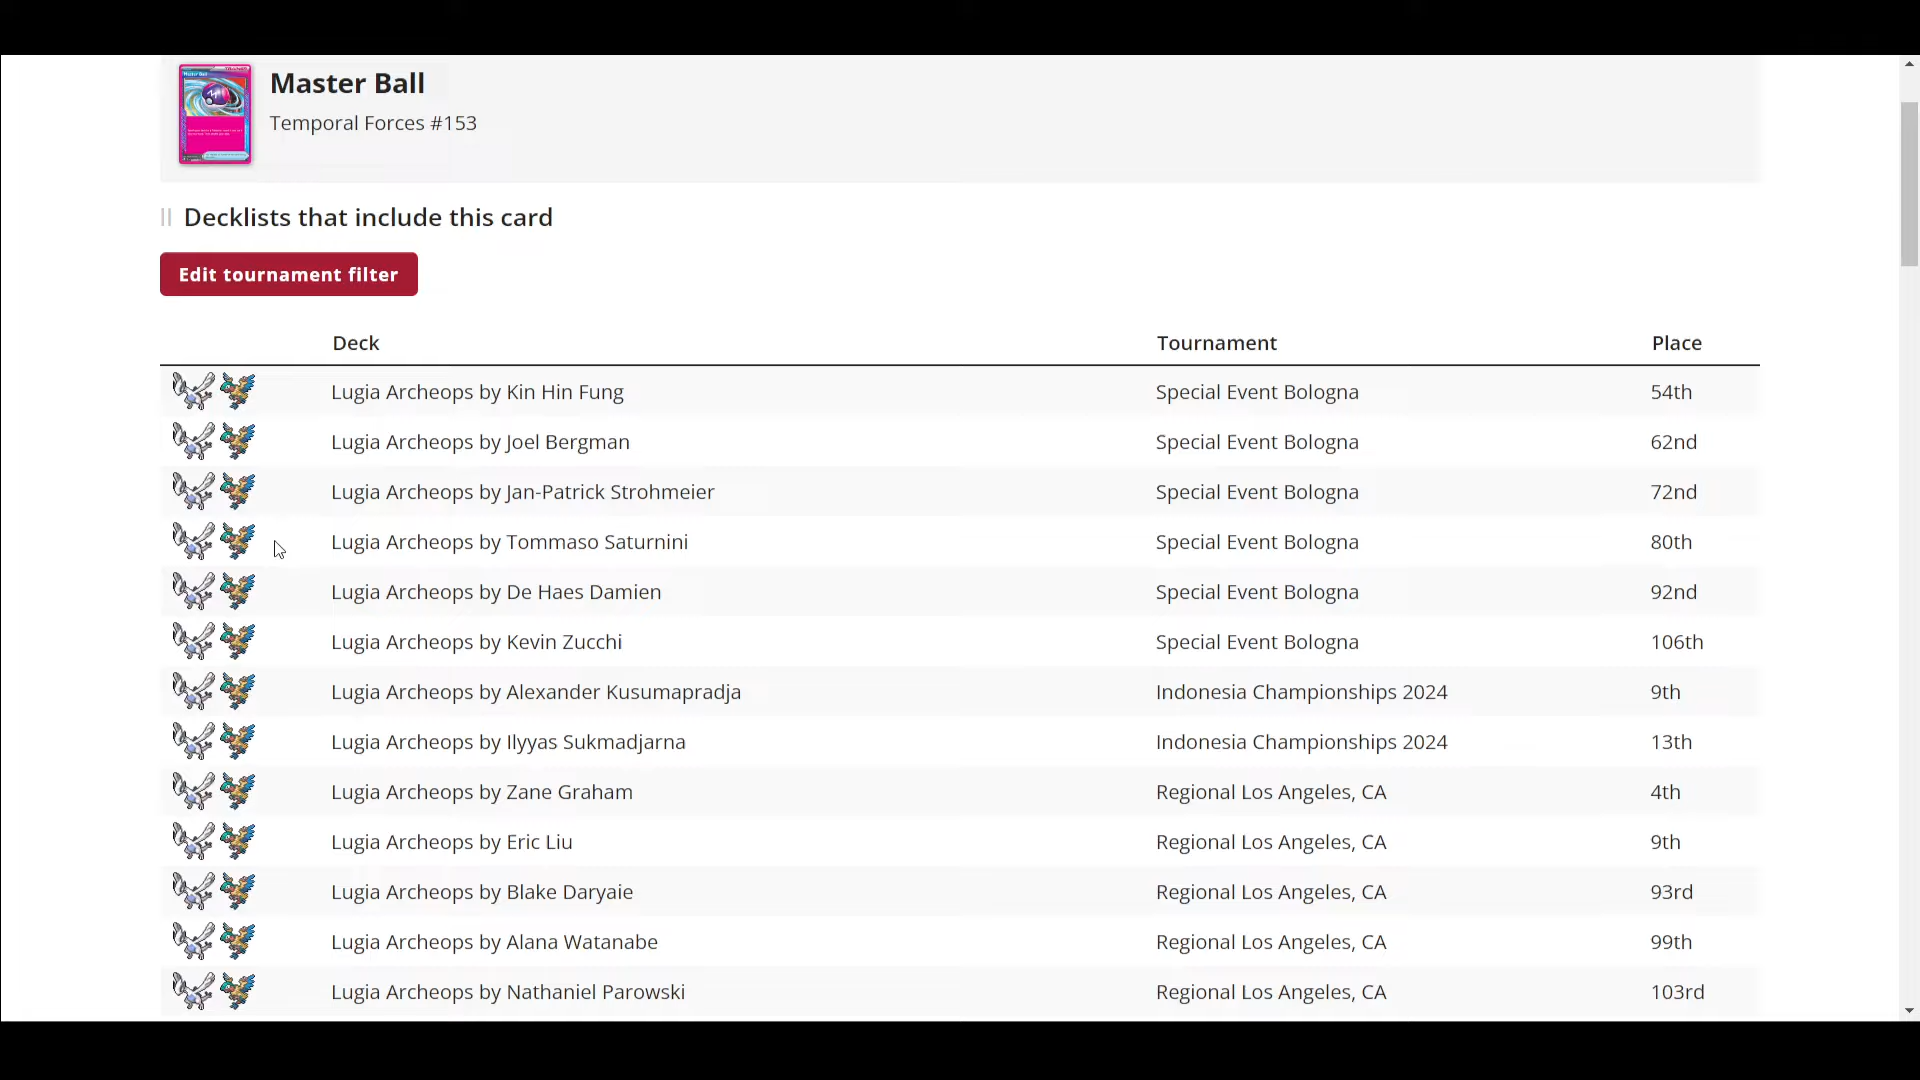 Master Ball
Temporal Forces #153
Decklists that include this card
Edit tournament filter
Deck Tournament Place
Lugia Archeops by Kin Hin Fung Special Event Bologna 54th
Lugia Archeops by Joel Bergman Special Event Bologna 62nd
Lugia Archeops by Jan-Patrick Strohmeier Special Event Bologna 72nd
Lugia Archeops by Tommaso Saturnini Special Event Bologna 80th
Lugia Archeops by De Haes Damien Special Event Bologna 92nd
Lugia Archeops by Kevin Zucchi Special Event Bologna 106th
Lugia Archeops by Alexander Kusumapradja Indonesia Championships 2024 9th
Lugia Archeops by Ilyyas Sukmadjarna Indonesia Championships 2024 13th
Lugia Archeops by Zane Graham Regional Los Angeles, CA 4th
Lugia Archeops by Eric Liu Regional Los Angeles, CA 9th
Lugia Archeops by Blake Daryaie Regional Los Angeles, CA 93rd
Lugia Archeops by Alana Watanabe Regional Los Angeles, CA 99th
Lugia Archeops by Nathaniel Parowski Regional Los Angeles, CA 103rd